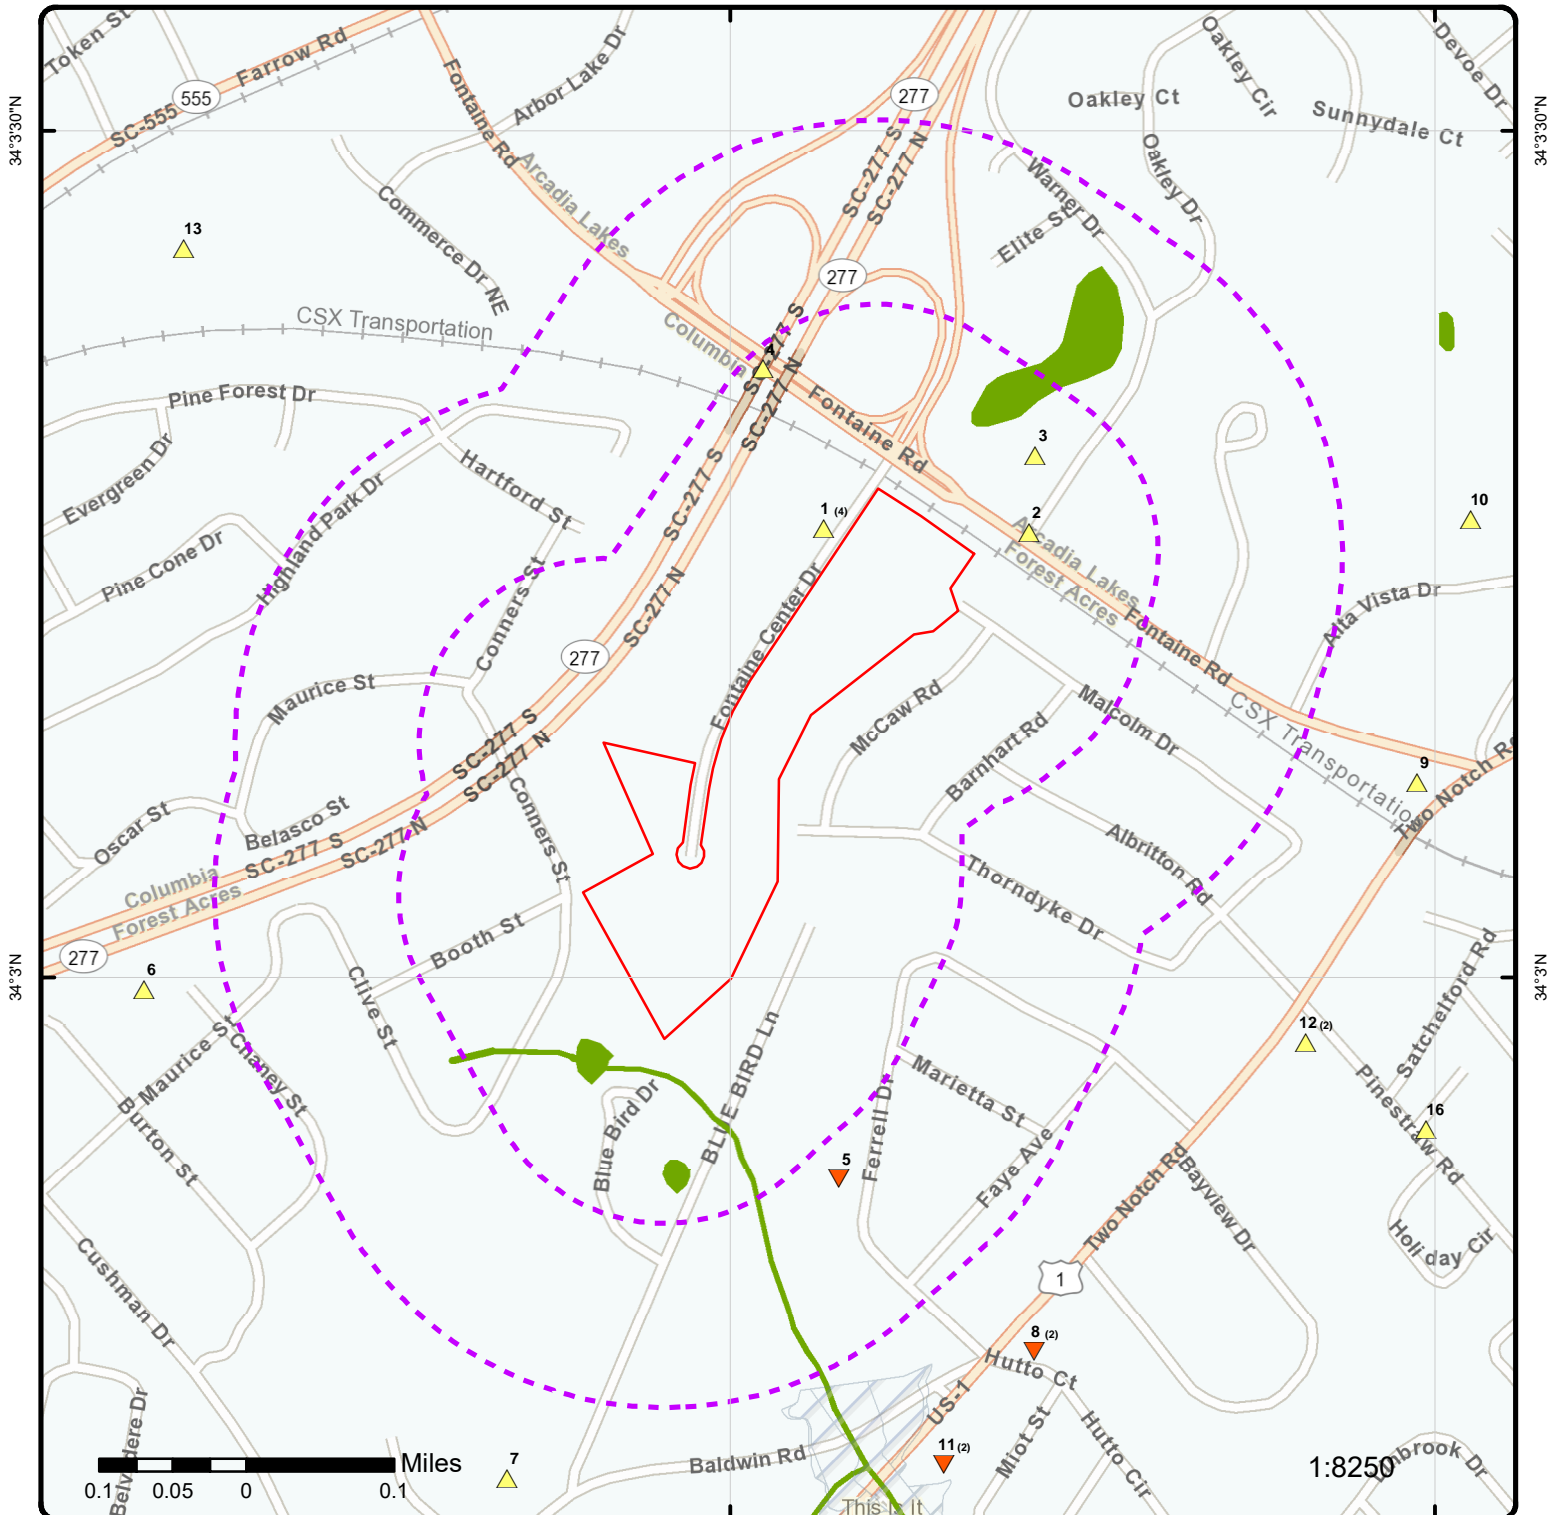 Token St
Farrow Rd
555
SC-555
Fontaine Rd
Arbor Lake Dr
277
Oakley Ct
Oakley Cir
Devoe Dr
Sunnydale Ct
34°3'30"N
34°3'30"N
SC-277 S
SC-277 N
Oakley Dr
Warner Dr
Elite St
Arcadia Lakes
Commerce Dr NE
13
277
CSX Transportation
Columbia
4
SC-277 S
SC-277 N
Pine Forest Dr
Fontaine Rd
Evergreen Dr
Highland Park Dr
Hartford St
SC-277 S
3
10
1 (4)
2
Pine Cone Dr
Arcadia Lakes
Forest Acres
Conners St
SC-277 N
Fontaine Center Dr
Alta Vista Dr
Fontaine Rd
277
Maurice St
McCaw Rd
Malcolm Dr
CSX Transportation
Barnhart Rd
SC-277 S
SC-277 N
9
Two Notch Rd
Conners St
Oscar St
Belasco St
SC-277 S
SC-277 N
Albritton Rd
Columbia
Forest Acres
Thorndyke Dr
277
Booth St
34°3'N
34°3'N
6
Clive St
Satchelford Rd
BLUE BIRD LN
12 (2)
Maurice St
Chaney St
Marietta St
Pinestraw Rd
16
Burton St
Blue Bird Dr
Ferrell Dr
Faye Ave
5
Two Notch Rd
Bayview Dr
Holiday Cir
Cushman Dr
1
8 (2)
Hutto Ct
US-1
Belvedere Dr
Baldwin Rd
11 (2)
Miot St
Hutto Cir
7
Miles
0.1
0.05
0
0.1
1:8250
This Is It